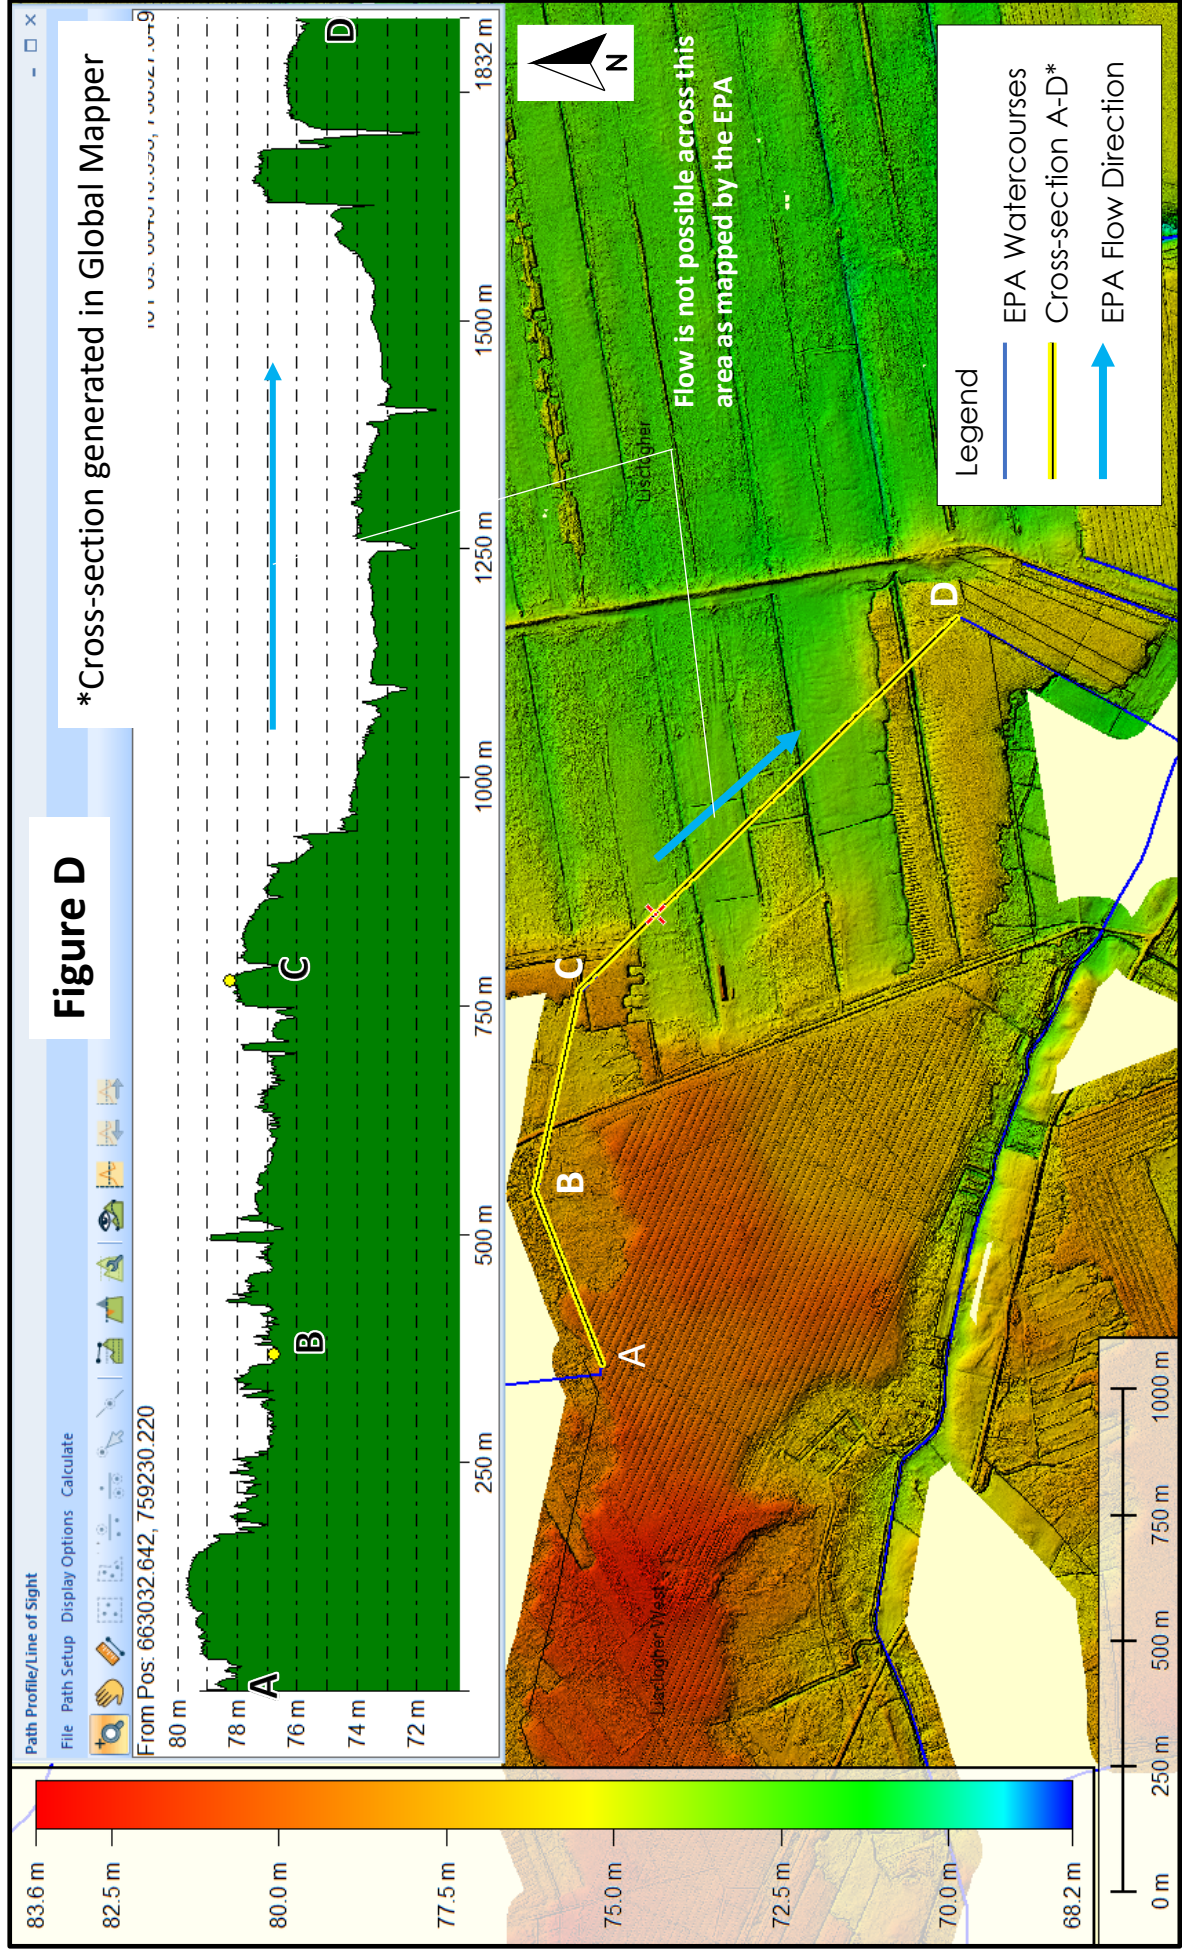 Figure D
*Cross-section generated in Global Mapper
Path Profile/Line of Sight
File Path Setup Display Options Calculate
From Pos: 663032.642, 759230.220
80 m
78 m
76 m
74 m
72 m
A
B
C
D
250 m
500 m
750 m
1000 m
1250 m
1500 m
1832 m
83.6 m
82.5 m
80.0 m
77.5 m
75.0 m
72.5 m
70.0 m
68.2 m
N
Flow is not possible across this
area as mapped by the EPA
A
B
C
D
Lisclogher
Lisclogher West
Legend
EPA Watercourses
Cross-section A-D*
EPA Flow Direction
0 m
250 m
500 m
750 m
1000 m